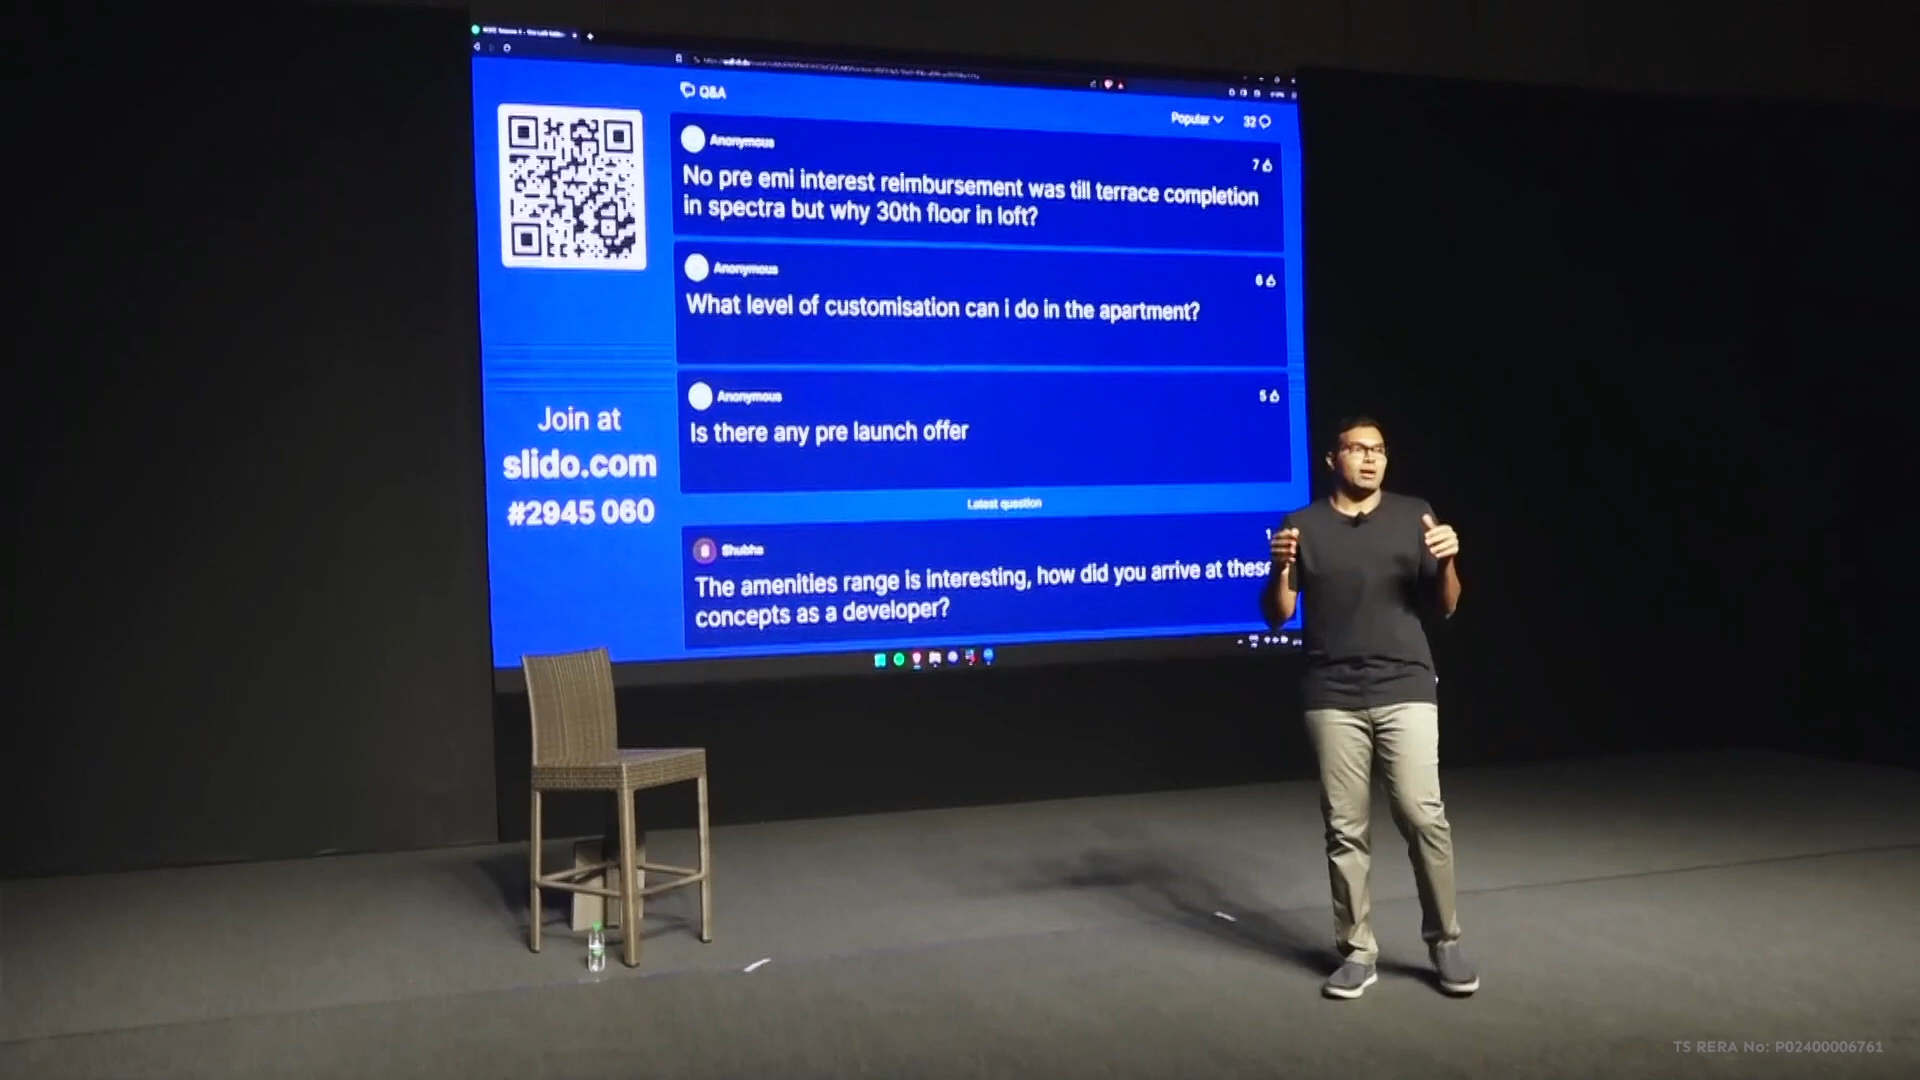 Q&A
Popular
32
Anonymous
7
No pre emi interest reimbursement was till terrace completion
in spectra but why 30th floor in loft?
Anonymous
6
What level of customisation can i do in the apartment?
Anonymous
5
Is there any pre launch offer
Latest question
S
Shubha
1
The amenities range is interesting, how did you arrive at these
concepts as a developer?
Join at
slido.com
#2945 060
TS RERA No: P02400006761